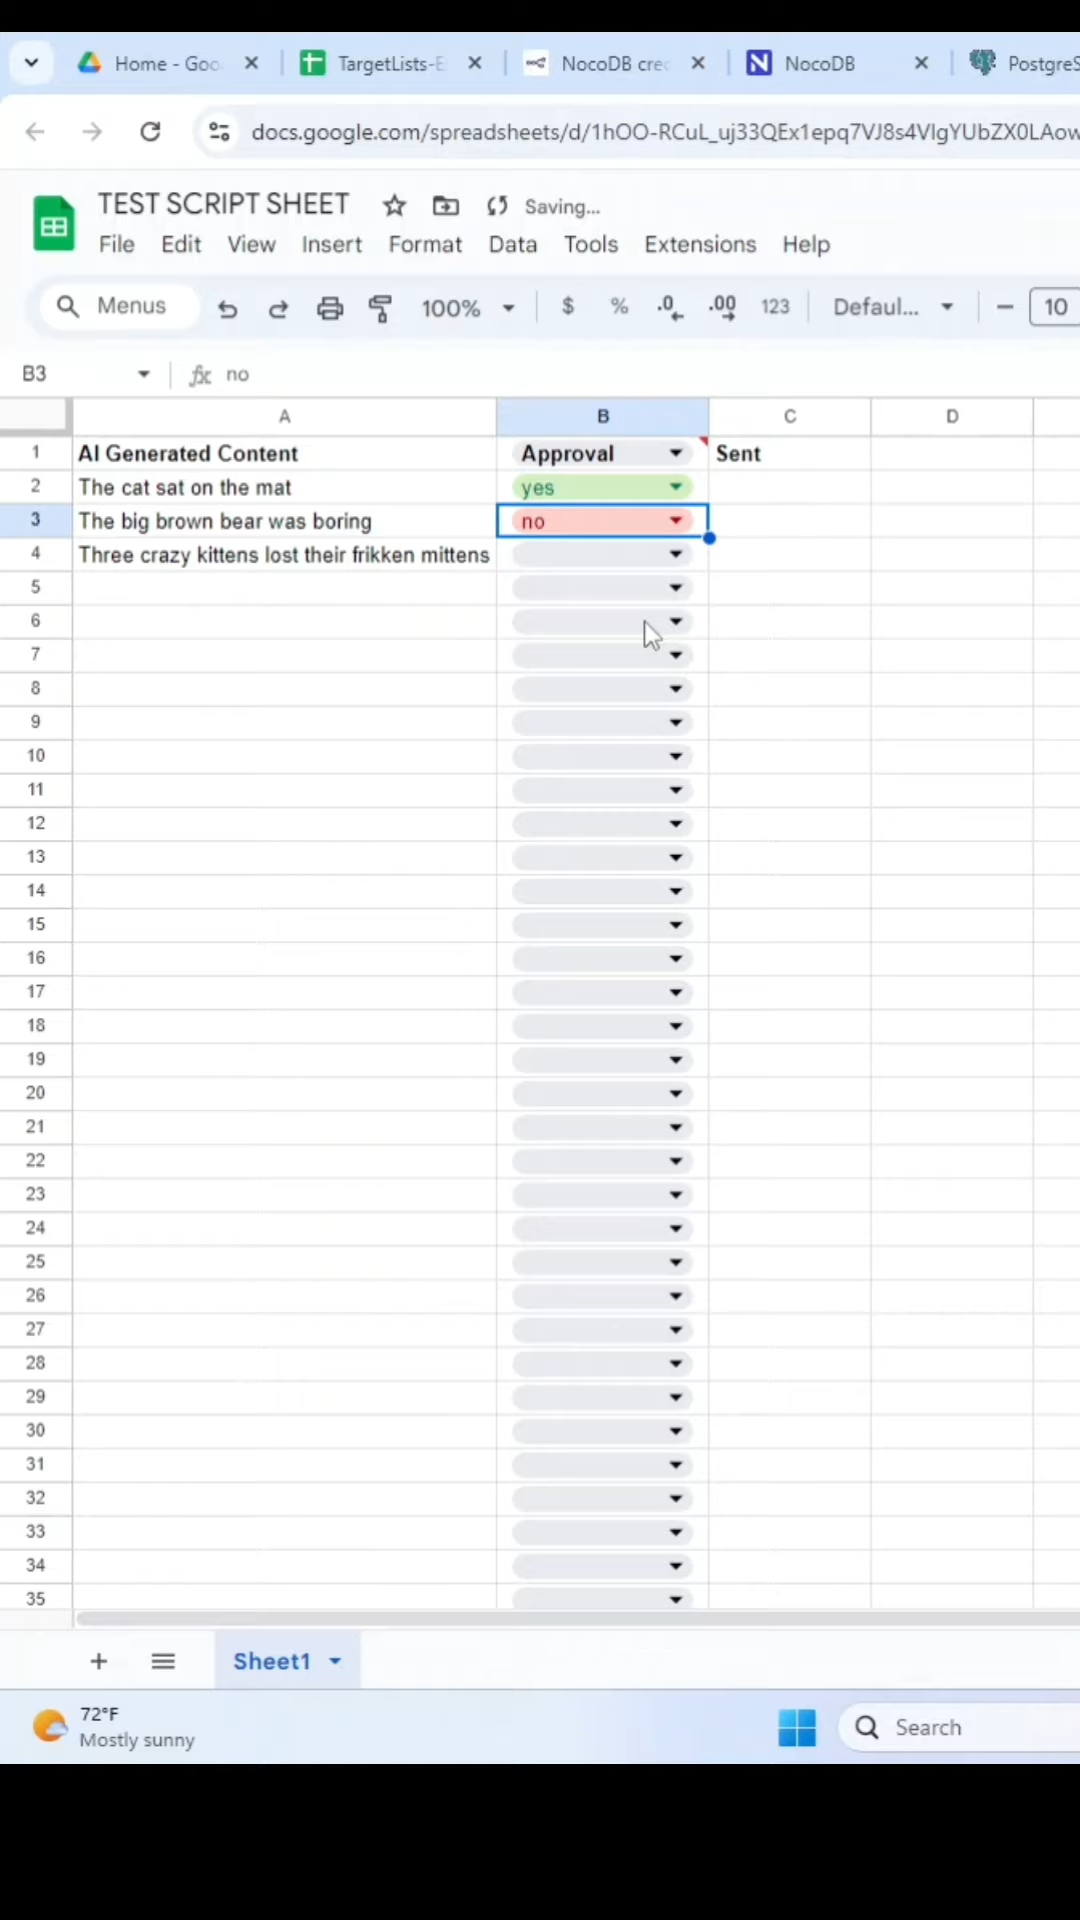 Home - Goo
TargetLists-E
NocoDB crec
NocoDB
PostgreS
docs.google.com/spreadsheets/d/1hOO-RCuL_uj33QEx1epq7VJ8s4VIgYUbZX0LAow
TEST SCRIPT SHEET
Saving...
File Edit View Insert Format Data Tools Extensions Help
Menus 100% $ % .0 .00 123 Defaul... 10
B3 fx no
A B C D
1 AI Generated Content Approval Sent
2 The cat sat on the mat yes
3 The big brown bear was boring no
4 Three crazy kittens lost their frikken mittens
5
6
7
8
9
10
11
12
13
14
15
16
17
18
19
20
21
22
23
24
25
26
27
28
29
30
31
32
33
34
35
Sheet1
72°F
Mostly sunny
Search